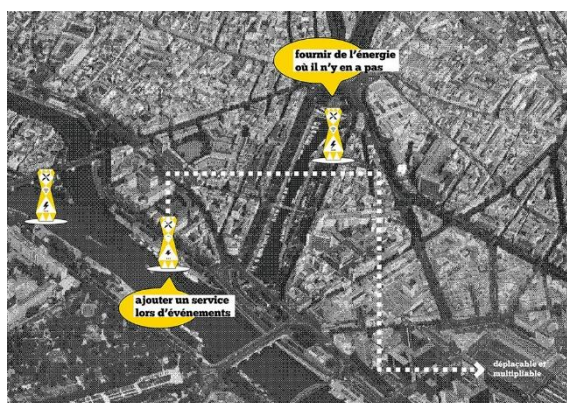 fournir de l'énergie
où il n'y en a pas
ajouter un service
lors d'événements
déplaçable et
multipliable